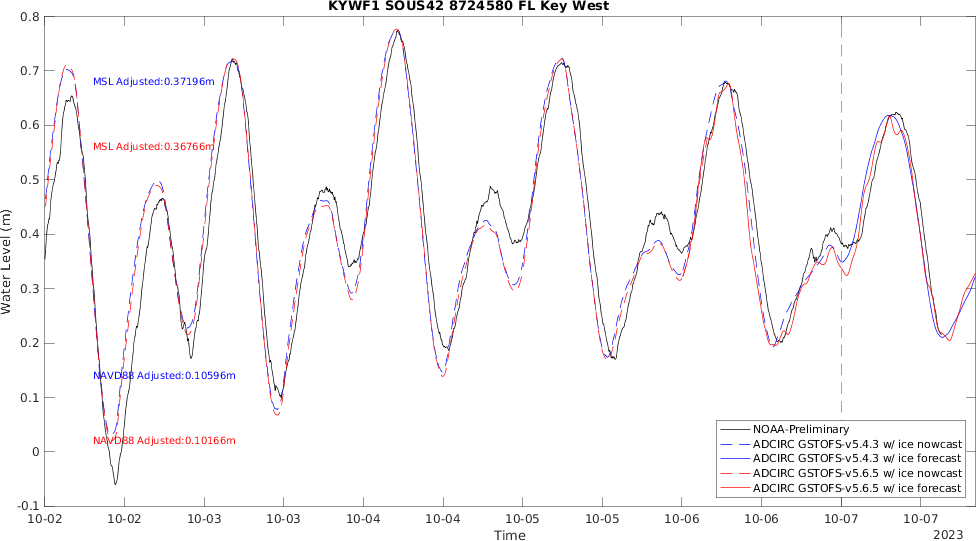 KYWF1 SOUS42 8724580 FL Key West
0.8
0.7
0.6
0.5
0.4
0.3
0.2
0.1
0
-0.1
Water Level (m)
MSL Adjusted:0.37196m
MSL Adjusted:0.36766m
NAVD88 Adjusted:0.10596m
NAVD88 Adjusted:0.10166m
NOAA-Preliminary
ADCIRC GSTOFS-v5.4.3 w/ ice nowcast
ADCIRC GSTOFS-v5.4.3 w/ ice forecast
ADCIRC GSTOFS-v5.6.5 w/ ice nowcast
ADCIRC GSTOFS-v5.6.5 w/ ice forecast
10-02 10-02 10-03 10-03 10-04 10-04 10-05 10-05 10-06 10-06 10-07 10-07
Time
2023